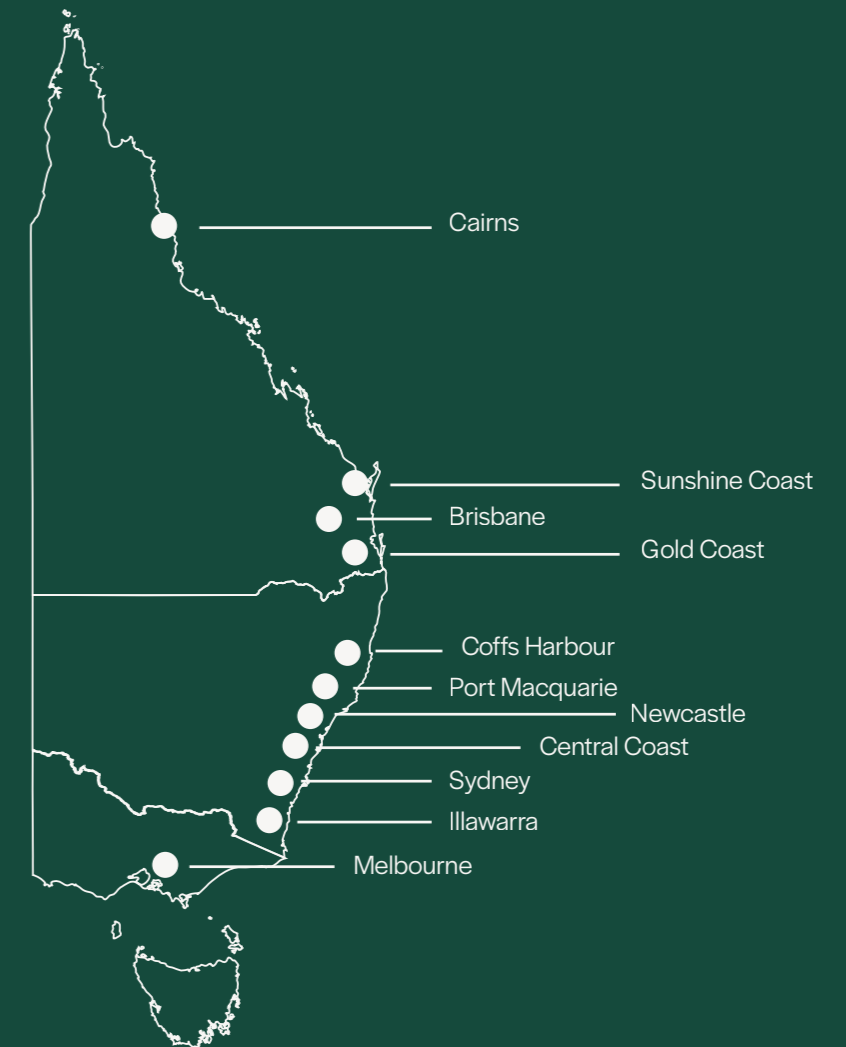 Cairns
Sunshine Coast
Brisbane
Gold Coast
Coffs Harbour
Port Macquarie
Newcastle
Central Coast
Sydney
Illawarra
Melbourne